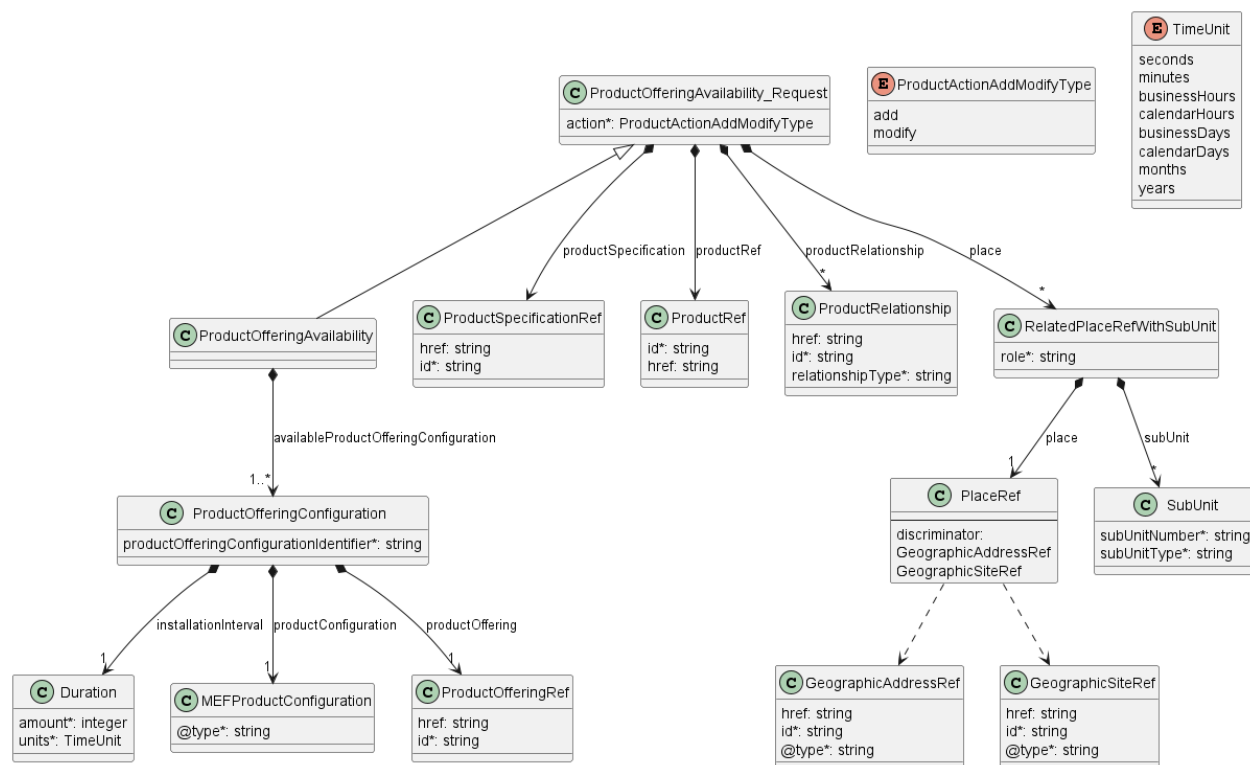 E TimeUnit
seconds
minutes
businessHours
calendarHours
businessDays
calendarDays
months
years
C ProductOfferingAvailability_Request
action*: ProductActionAddModifyType
E ProductActionAddModifyType
add
modify
productSpecification
productRef
productRelationship
*
place
*
C ProductOfferingAvailability
C ProductSpecificationRef
href: string
id*: string
C ProductRef
id*: string
href: string
C ProductRelationship
href: string
id*: string
relationshipType*: string
C RelatedPlaceRefWithSubUnit
role*: string
availableProductOfferingConfiguration
1..*
place
1
subUnit
*
C ProductOfferingConfiguration
productOfferingConfigurationIdentifier*: string
C PlaceRef
discriminator:
GeographicAddressRef
GeographicSiteRef
C SubUnit
subUnitNumber*: string
subUnitType*: string
installationInterval
1
productConfiguration
1
productOffering
1
C Duration
amount*: integer
units*: TimeUnit
C MEFProductConfiguration
@type*: string
C ProductOfferingRef
href: string
id*: string
C GeographicAddressRef
href: string
id*: string
@type*: string
C GeographicSiteRef
href: string
id*: string
@type*: string